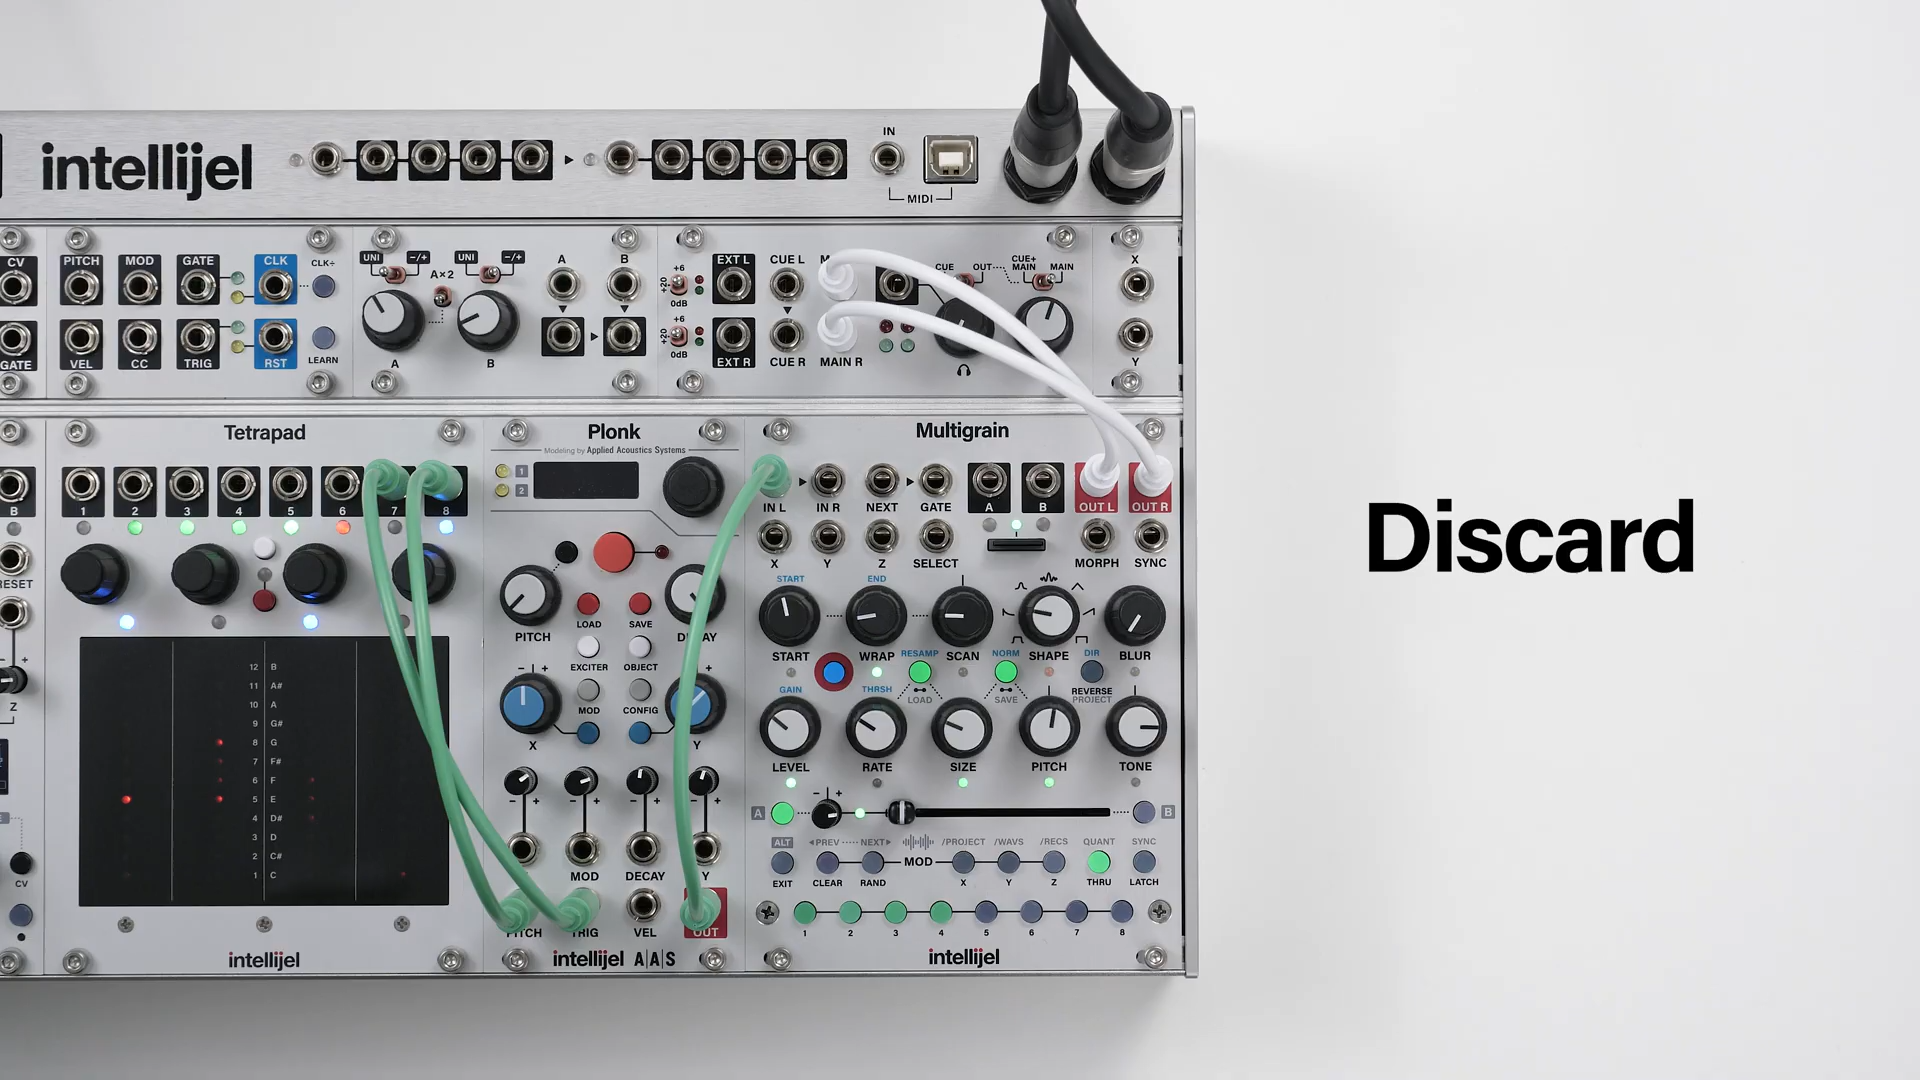 intellijel
IN
MIDI
CV PITCH MOD GATE CLK CLK÷
GATE VEL CC TRIG RST LEARN
UNI -/+ UNI -/+
A×2
A B
A B
+6 +20 0dB
+6 +20 0dB
EXT L CUE L
EXT R CUE R MAIN R
CUE OUT CUE+ MAIN MAIN
X
Y
Tetrapad
B 1 2 3 4 5 6 7 8
RESET
Z
CV
12 B
11 A#
10 A
9 G#
8 G
7 F#
6 F
5 E
4 D#
3 D
2 C#
1 C
intellijel
Plonk
Modeling by Applied Acoustics Systems
1
2
PITCH LOAD SAVE
EXCITER OBJECT
MOD CONFIG
X Y
MOD DECAY Y
VEL OUT
intellijel A|A|S
Multigrain
IN L IN R NEXT GATE A B OUT L OUT R
X Y Z SELECT MORPH SYNC
START END
START WRAP SCAN SHAPE BLUR
RESAMP NORM DIR
GAIN THRSH LOAD SAVE REVERSE
PROJECT
LEVEL RATE SIZE PITCH TONE
A - + B
ALT PREV NEXT /PROJECT /WAVS /RECS QUANT SYNC
MOD
EXIT CLEAR RAND X Y Z THRU LATCH
1 2 3 4 5 6 7 8
intellijel
Discard